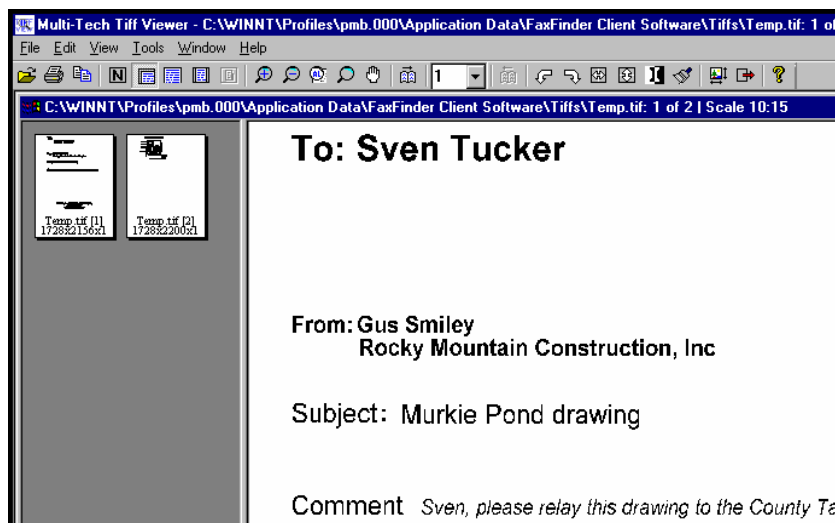 Multi-Tech Tiff Viewer - C:\WINNT\Profiles\pmb.000\Application Data\FaxFinder Client Software\Tiffs\Temp.tif: 1 of
File Edit View Tools Window Help
N 1
C:\WINNT\Profiles\pmb.000\Application Data\FaxFinder Client Software\Tiffs\Temp.tif: 1 of 2 | Scale 10:15
To: Sven Tucker
Temp.tif [1] Temp.tif [2]
1728x2156x1 1728x2200x1
From: Gus Smiley
Rocky Mountain Construction, Inc
Subject: Murkie Pond drawing
Comment Sven, please relay this drawing to the County Ta